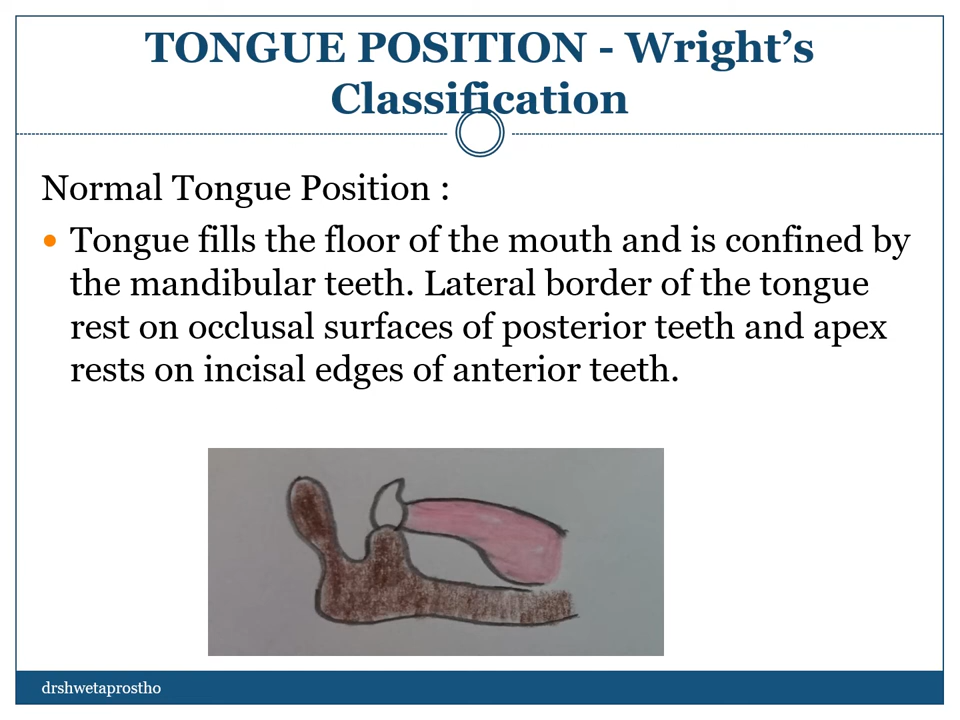 TONGUE POSITION - Wright’s
Classification
Normal Tongue Position :
Tongue fills the floor of the mouth and is confined by
the mandibular teeth. Lateral border of the tongue
rest on occlusal surfaces of posterior teeth and apex
rests on incisal edges of anterior teeth.
drshwetaprostho